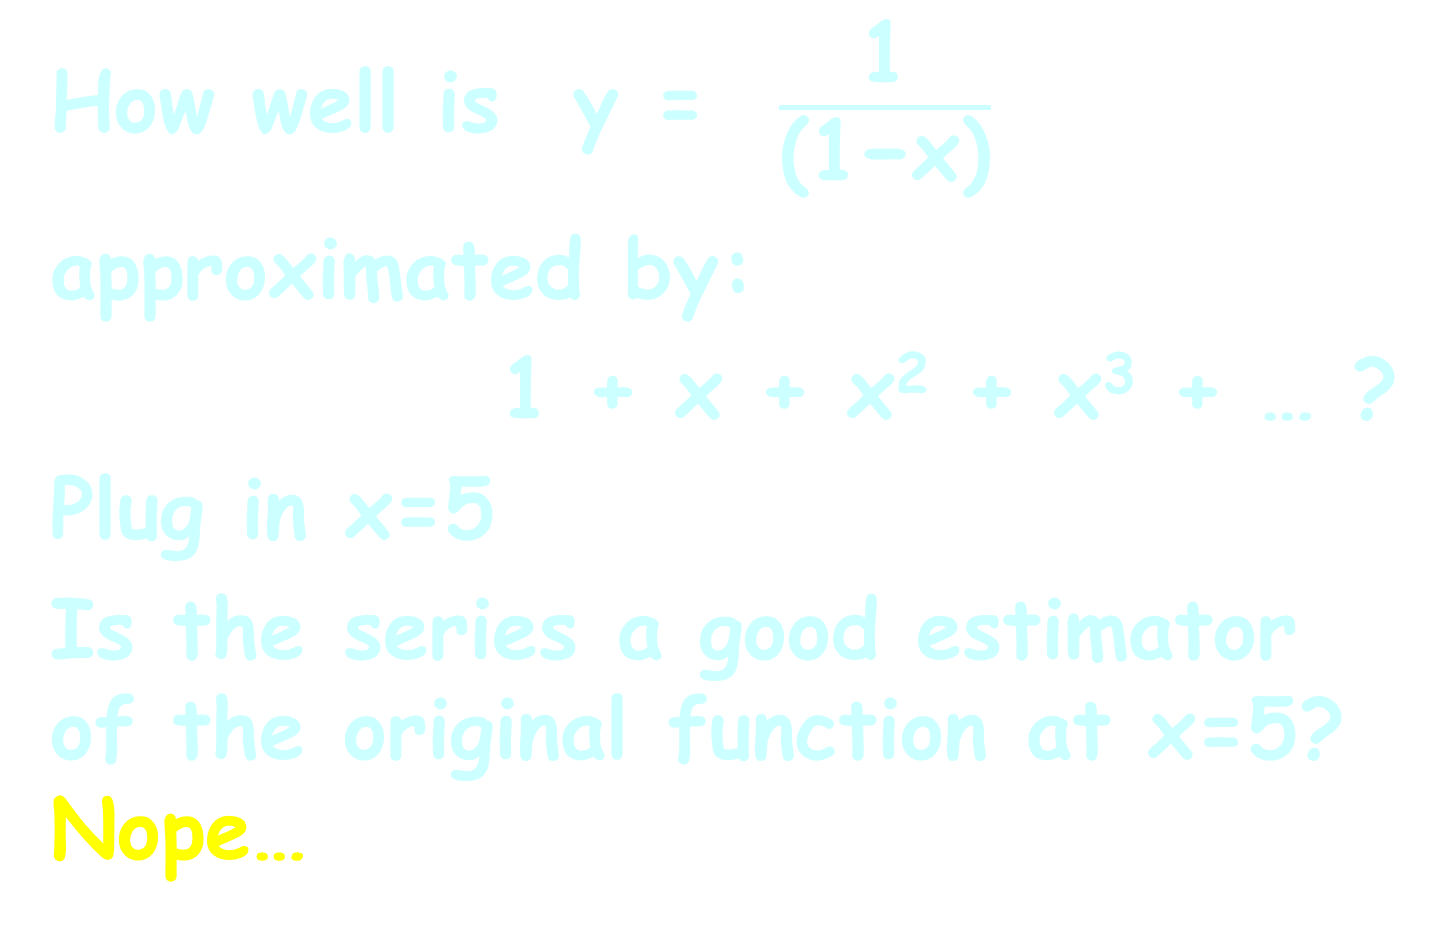 How well is y = 1/(1-x)
approximated by:
1 + x + x² + x³ + … ?
Plug in x=5
Is the series a good estimator
of the original function at x=5?
Nope…